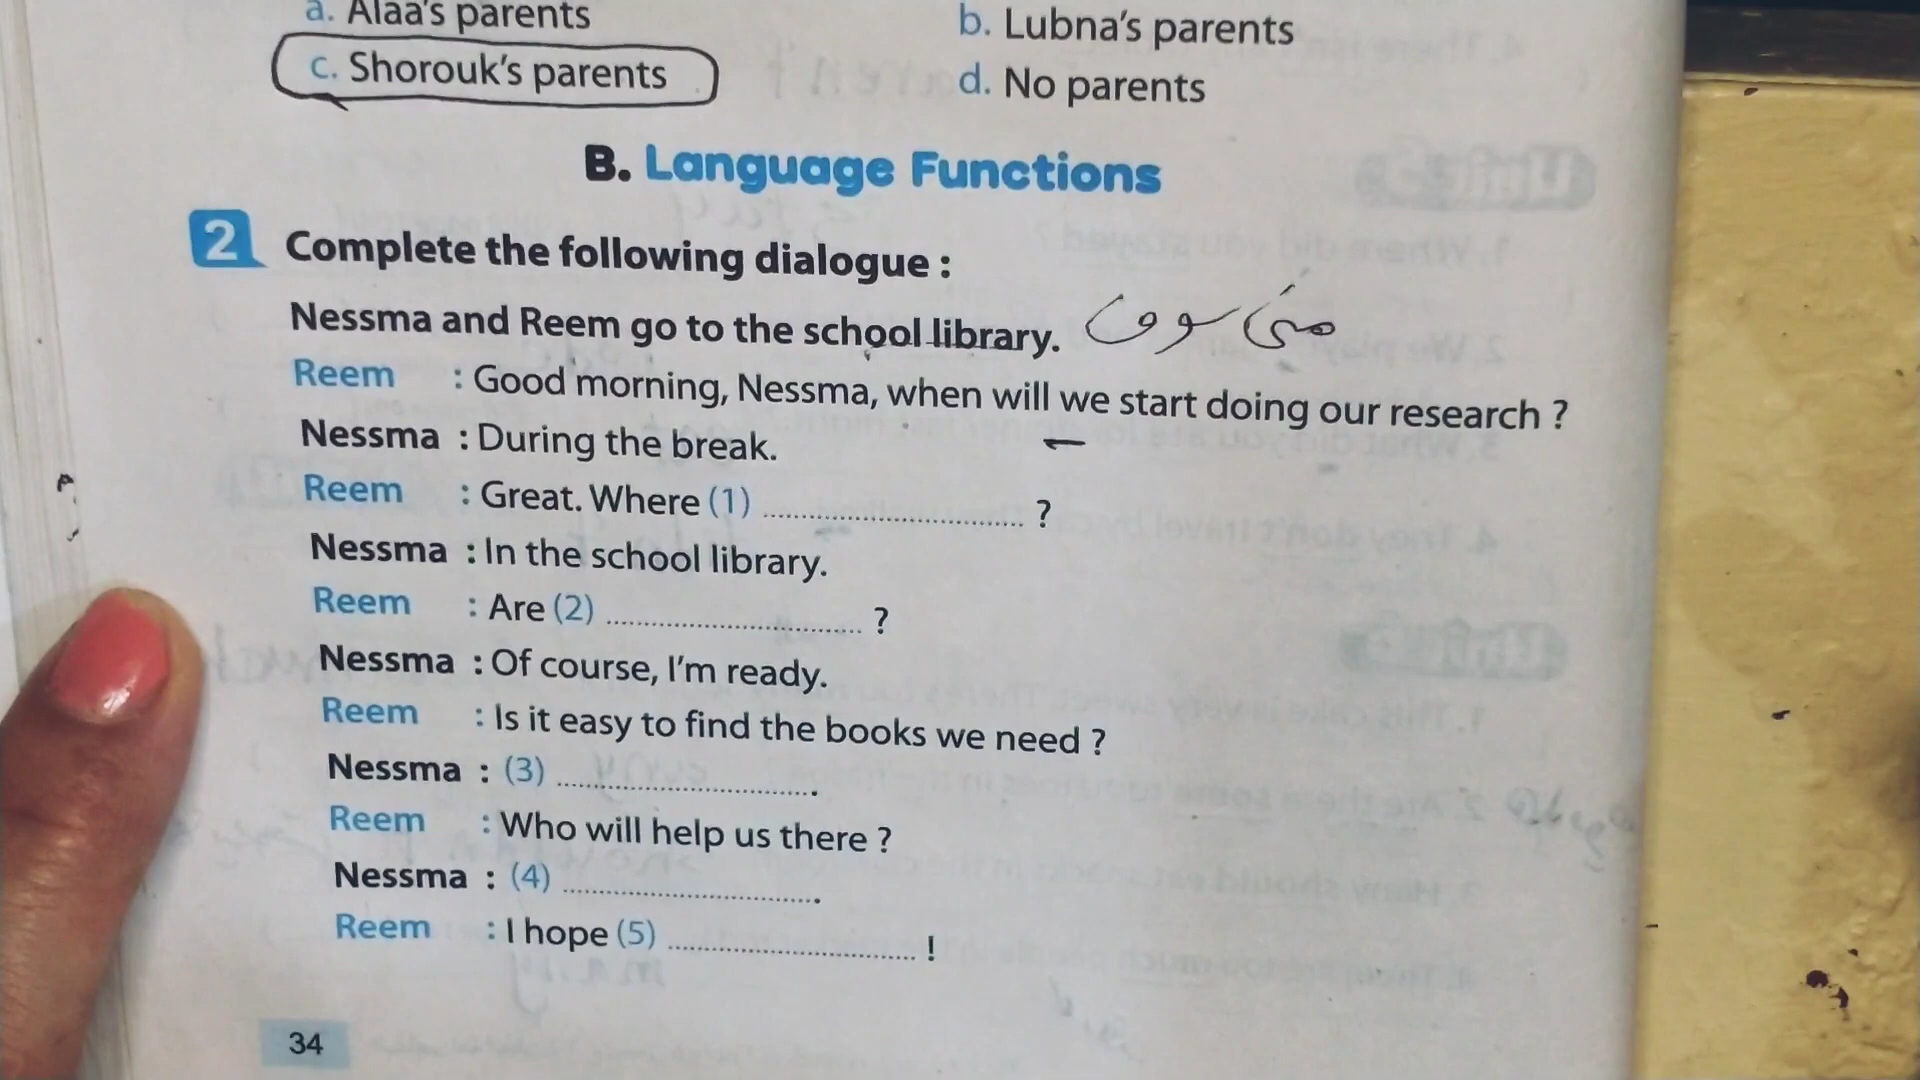 a. Alaa's parents b. Lubna's parents
c. Shorouk's parents d. No parents
B. Language Functions
2 Complete the following dialogue :
Nessma and Reem go to the school library.
Reem : Good morning, Nessma, when will we start doing our research ?
Nessma : During the break.
Reem : Great. Where (1) ........................................ ?
Nessma : In the school library.
Reem : Are (2) ........................................ ?
Nessma : Of course, I'm ready.
Reem : Is it easy to find the books we need ?
Nessma : (3) ........................................ .
Reem : Who will help us there ?
Nessma : (4) ........................................ .
Reem : I hope (5) ........................................ !
34